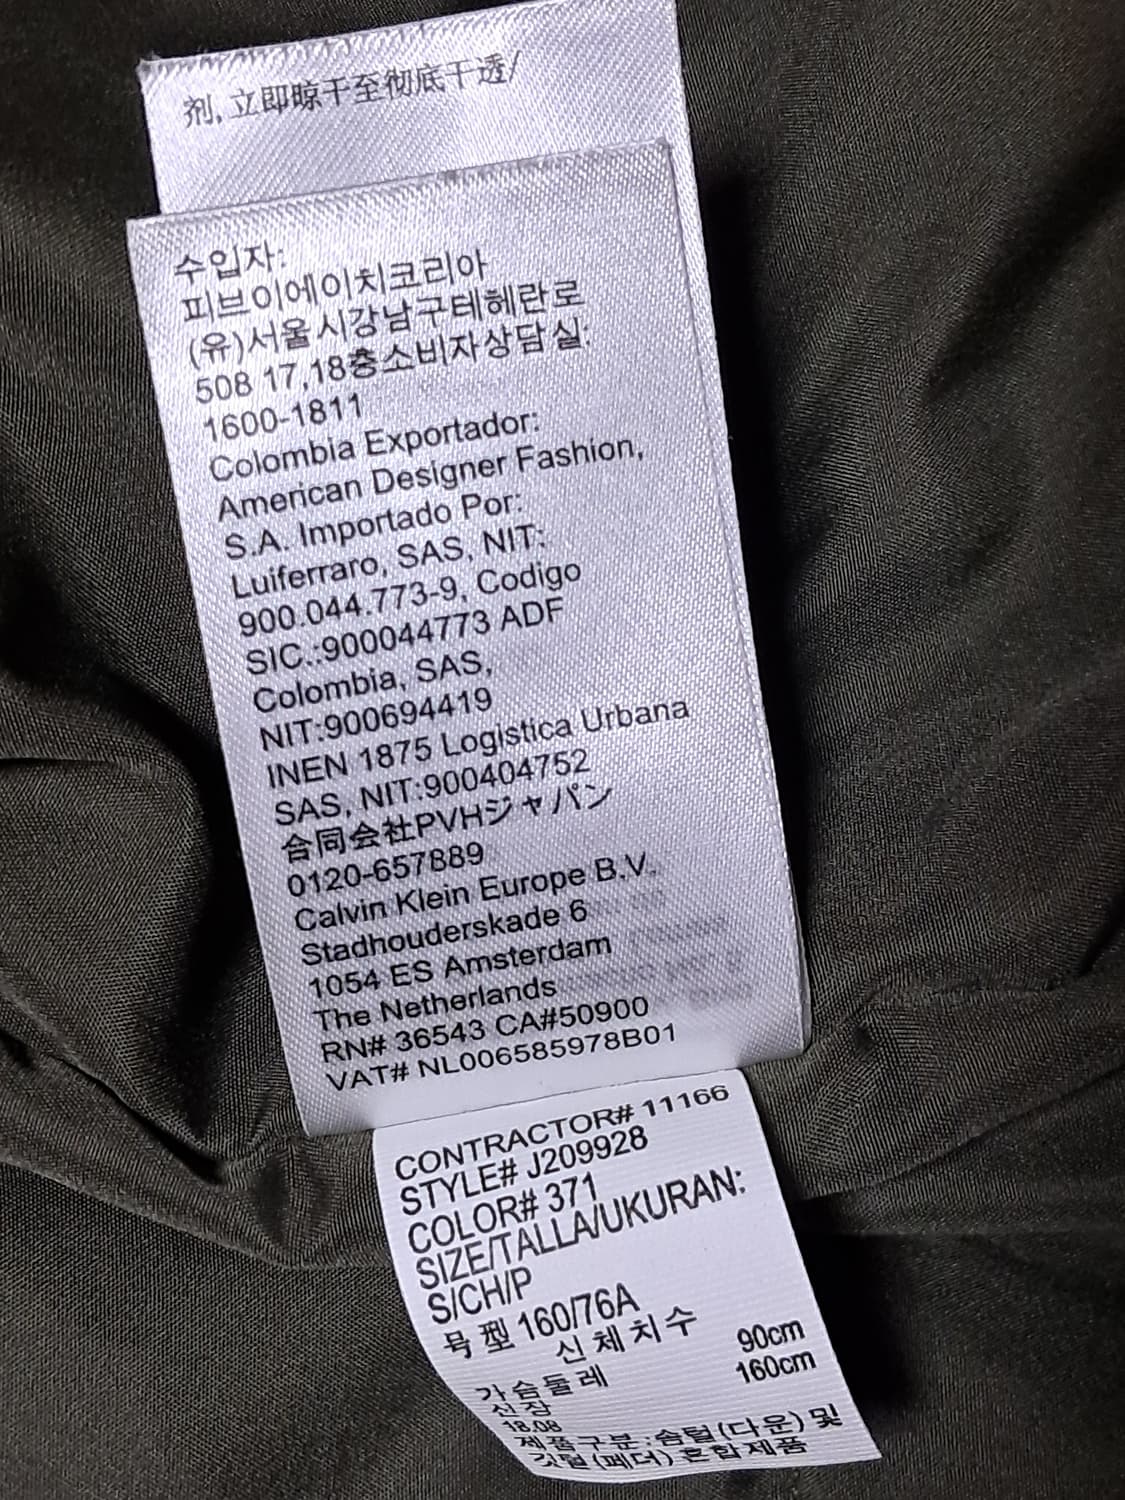 剂,立即晾干至彻底干透/
수입자:
피브이에이치코리아
(유)서울시강남구테헤란로
508 17,18층소비자상담실:
1600-1811
Colombia Exportador:
American Designer Fashion,
S.A. Importado Por:
Luiferraro, SAS, NIT:
900.044.773-9, Codigo
SIC.:900044773 ADF
Colombia, SAS,
NIT:900694419
INEN 1875 Logistica Urbana
SAS, NIT:900404752
合同会社PVHジャパン
0120-657889
Calvin Klein Europe B.V.
Stadhouderskade 6
1054 ES Amsterdam
The Netherlands
RN# 36543 CA#50900
VAT# NL006585978B01
CONTRACTOR# 11166
STYLE# J209928
COLOR# 371
SIZE/TALLA/UKURAN:
S/CH/P
号型 160/76A
신체치수
가슴둘레 90cm
신장 160cm
18.08
제품구분:솜털(다운) 및
깃털(페더) 혼합제품